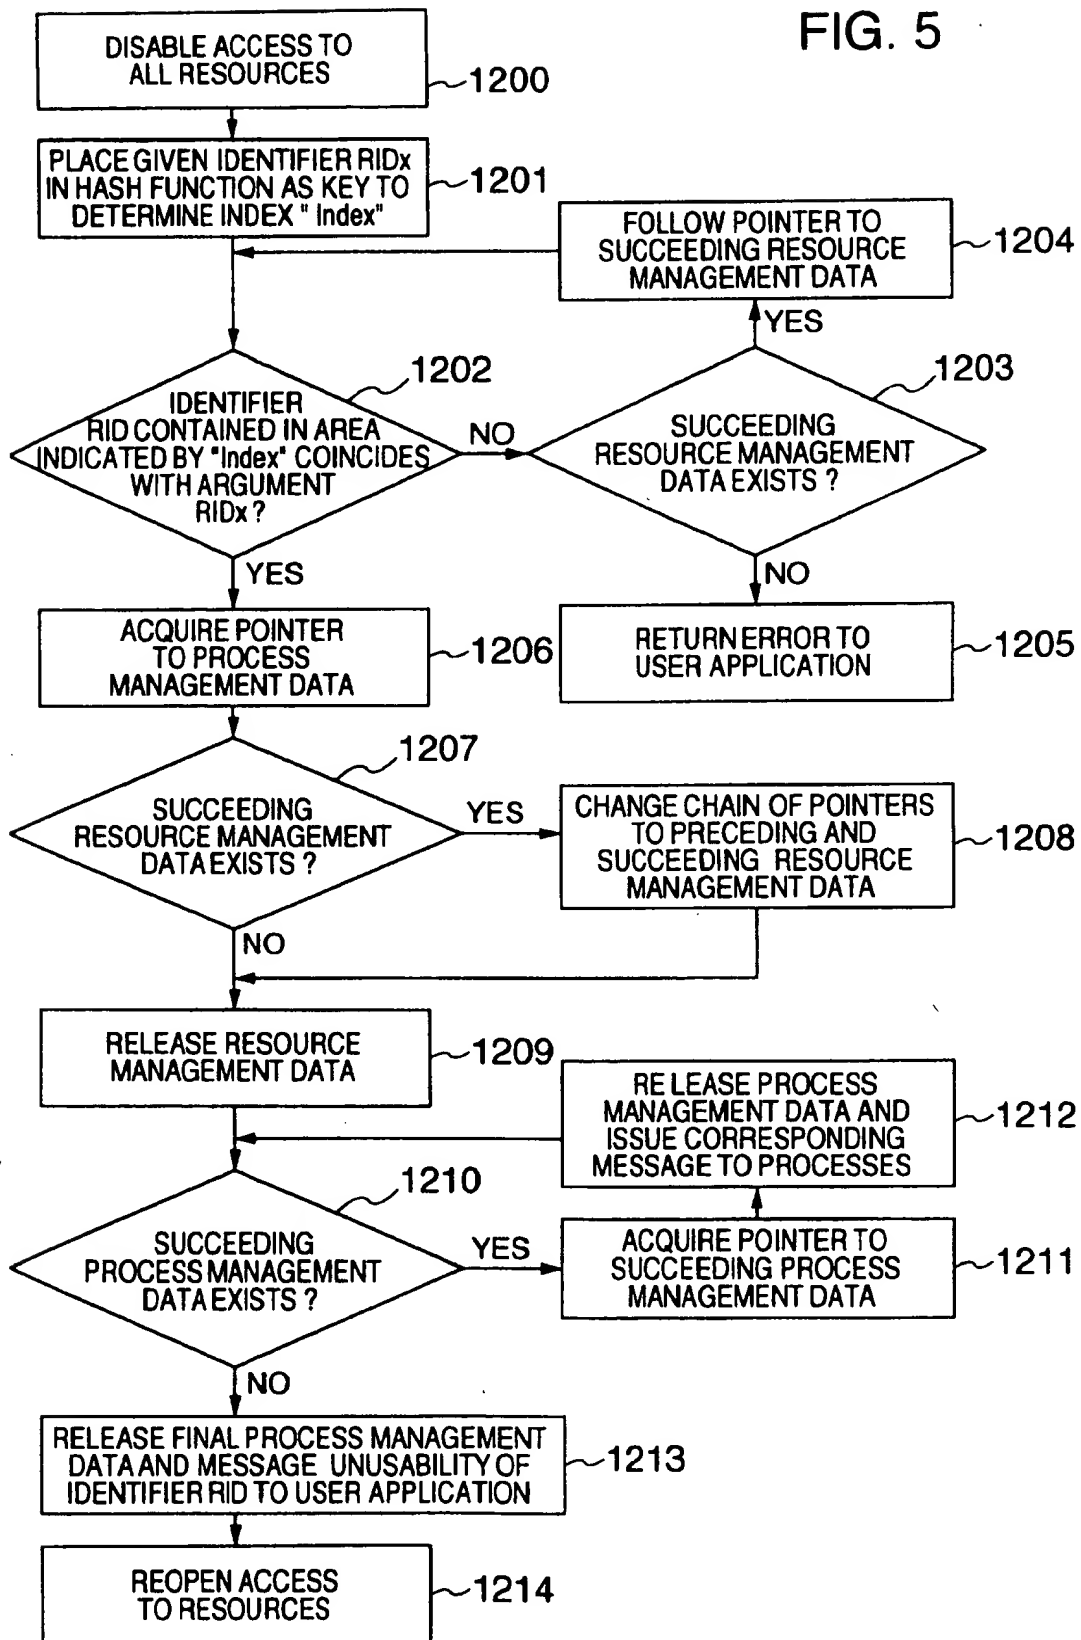 FIG. 5
DISABLE ACCESS TO
ALL RESOURCES
1200
PLACE GIVEN IDENTIFIER RIDx
IN HASH FUNCTION AS KEY TO
DETERMINE INDEX " Index"
1201
FOLLOW POINTER TO
SUCCEEDING RESOURCE
MANAGEMENT DATA
1204
YES
1202
IDENTIFIER
RID CONTAINED IN AREA
INDICATED BY "Index" COINCIDES
WITH ARGUMENT
RIDx ?
NO
1203
SUCCEEDING
RESOURCE MANAGEMENT
DATA EXISTS ?
YES
NO
ACQUIRE POINTER
TO PROCESS
MANAGEMENT DATA
1206
RETURN ERROR TO
USER APPLICATION
1205
1207
SUCCEEDING
RESOURCE MANAGEMENT
DATA EXISTS ?
YES
CHANGE CHAIN OF POINTERS
TO PRECEDING AND
SUCCEEDING RESOURCE
MANAGEMENT DATA
1208
NO
RELEASE RESOURCE
MANAGEMENT DATA
1209
RELEASE PROCESS
MANAGEMENT DATA AND
ISSUE CORRESPONDING
MESSAGE TO PROCESSES
1212
1210
SUCCEEDING
PROCESS MANAGEMENT
DATA EXISTS ?
YES
ACQUIRE POINTER TO
SUCCEEDING PROCESS
MANAGEMENT DATA
1211
NO
RELEASE FINAL PROCESS MANAGEMENT
DATA AND MESSAGE UNUSABILITY OF
IDENTIFIER RID TO USER APPLICATION
1213
REOPEN ACCESS
TO RESOURCES
1214